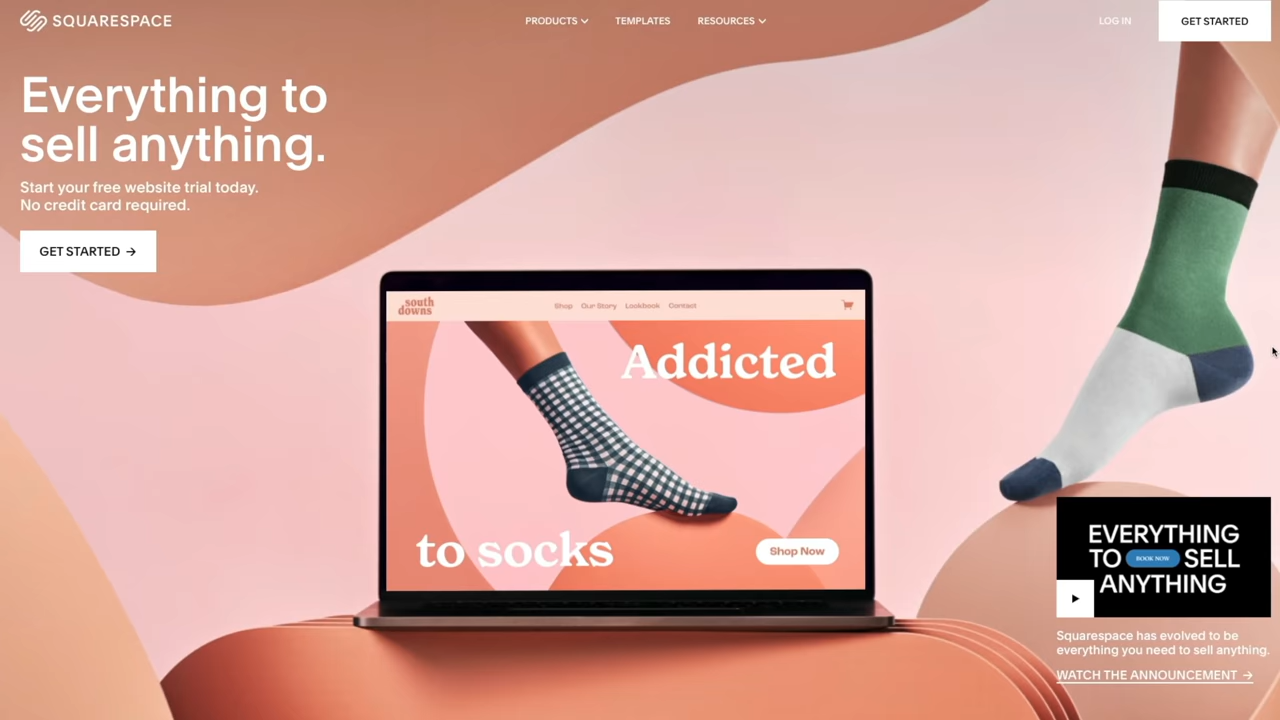 SQUARESPACE
PRODUCTS
TEMPLATES
RESOURCES
LOG IN
GET STARTED
Everything to
sell anything.
Start your free website trial today.
No credit card required.
GET STARTED →
south
downs
Shop
Our Story
Lookbook
Contact
Addicted
to socks
Shop Now
EVERYTHING
TO BOOK NOW SELL
ANYTHING
Squarespace has evolved to be
everything you need to sell anything.
WATCH THE ANNOUNCEMENT →